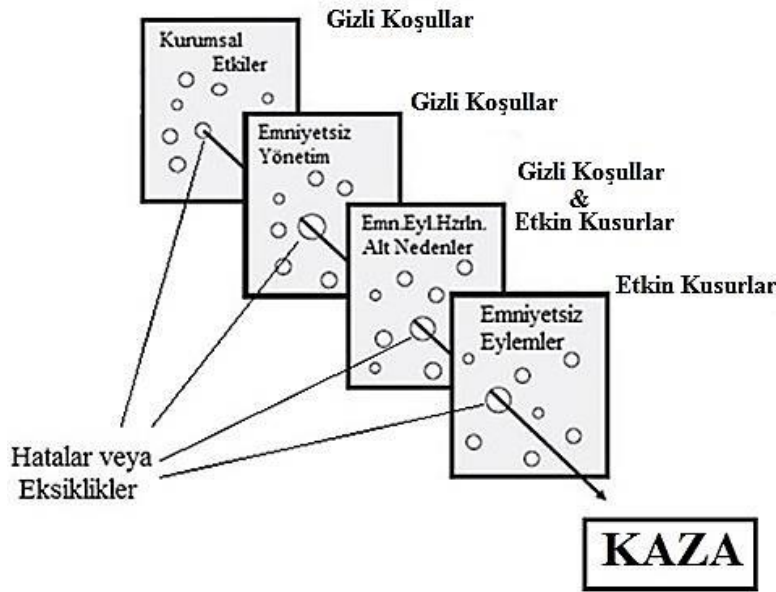 Gizli Koşullar
Kurumsal
Etkiler
Gizli Koşullar
Emniyetsiz
Yönetim
Gizli Koşullar
&
Etkin Kusurlar
Emn.Eyl.Hzrln.
Alt Nedenler
Etkin Kusurlar
Emniyetsiz
Eylemler
Hatalar veya
Eksiklikler
KAZA